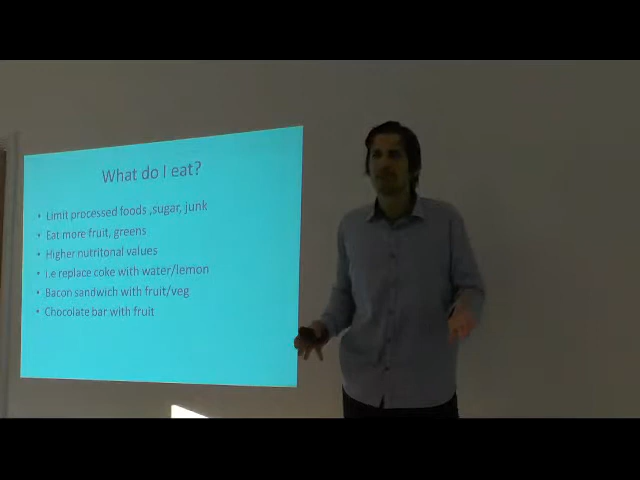 What do I eat?
• Limit processed foods ,sugar, junk
• Eat more fruit, greens
• Higher nutritonal values
• i.e replace coke with water/lemon
• Bacon sandwich with fruit/veg
• Chocolate bar with fruit